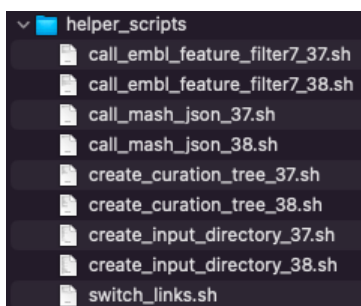 helper_scripts
call_embl_feature_filter7_37.sh
call_embl_feature_filter7_38.sh
call_mash_json_37.sh
call_mash_json_38.sh
create_curation_tree_37.sh
create_curation_tree_38.sh
create_input_directory_37.sh
create_input_directory_38.sh
switch_links.sh